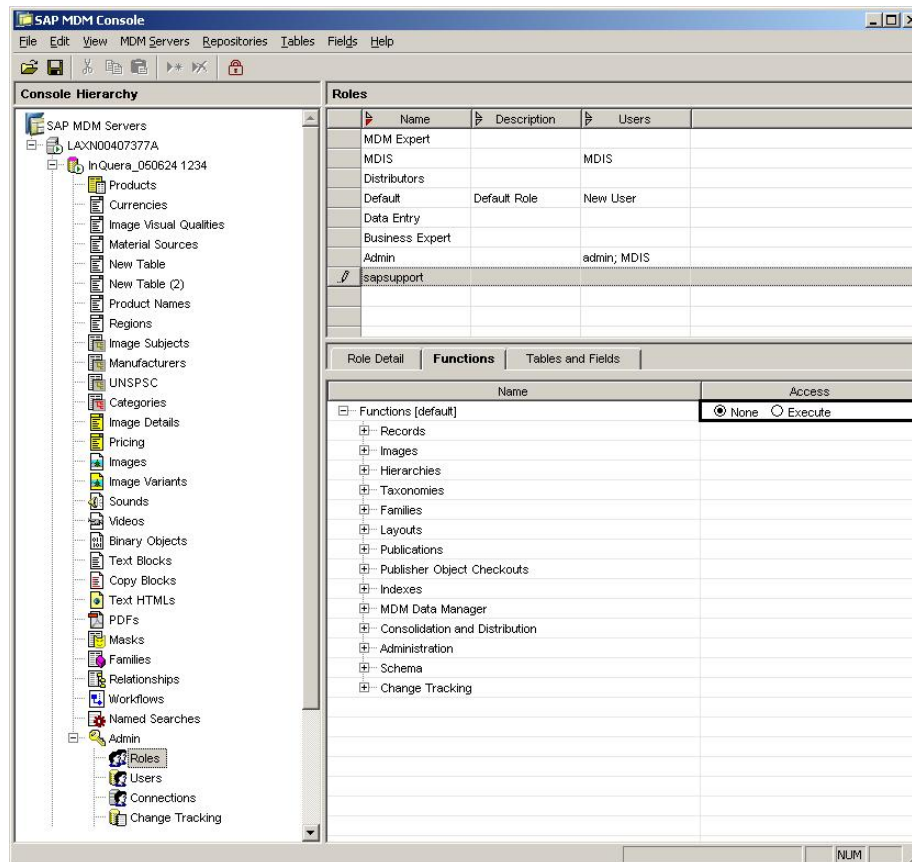 SAP MDM Console
File Edit View MDM Servers Repositories Tables Fields Help
Console Hierarchy
SAP MDM Servers
LAXN00407377A
InQuera_050624 1234
Products
Currencies
Image Visual Qualities
Material Sources
New Table
New Table (2)
Product Names
Regions
Image Subjects
Manufacturers
UNSPSC
Categories
Image Details
Pricing
Images
Image Variants
Sounds
Videos
Binary Objects
Text Blocks
Copy Blocks
Text HTMLs
PDFs
Masks
Families
Relationships
Workflows
Named Searches
Admin
Roles
Users
Connections
Change Tracking
Roles
Name Description Users
MDM Expert
MDIS MDIS
Distributors
Default Default Role New User
Data Entry
Business Expert
Admin admin; MDIS
sapsupport
Role Detail Functions Tables and Fields
Name Access
Functions [default] None Execute
Records
Images
Hierarchies
Taxonomies
Families
Layouts
Publications
Publisher Object Checkouts
Indexes
MDM Data Manager
Consolidation and Distribution
Administration
Schema
Change Tracking
NUM